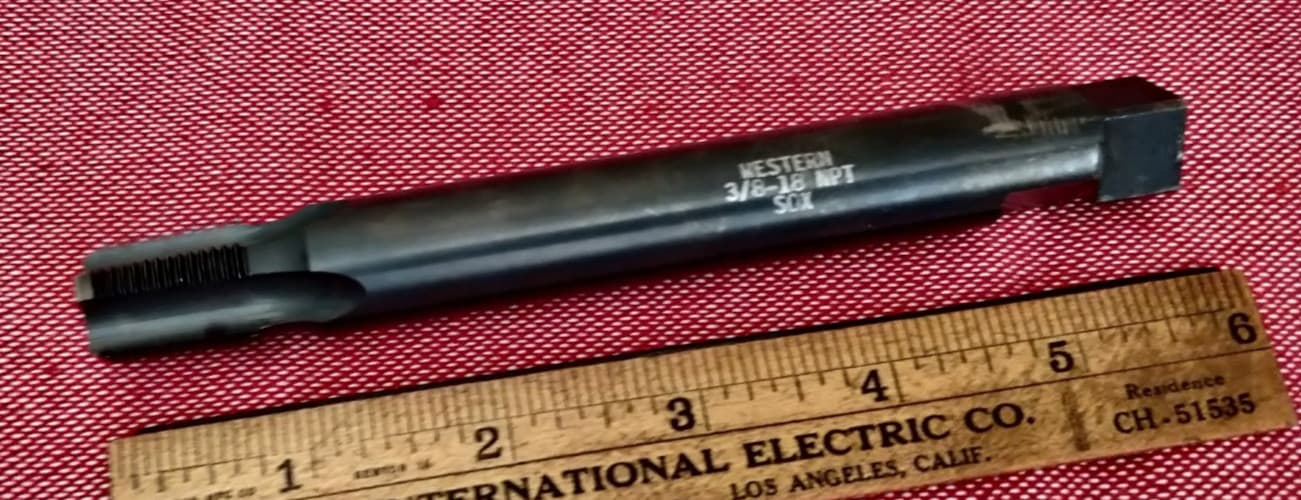 WESTERN
3/8-18 NPT
SOX
1 2 3 4 5 6
INTERNATIONAL ELECTRIC CO.
LOS ANGELES, CALIF.
Residence
CH-51535